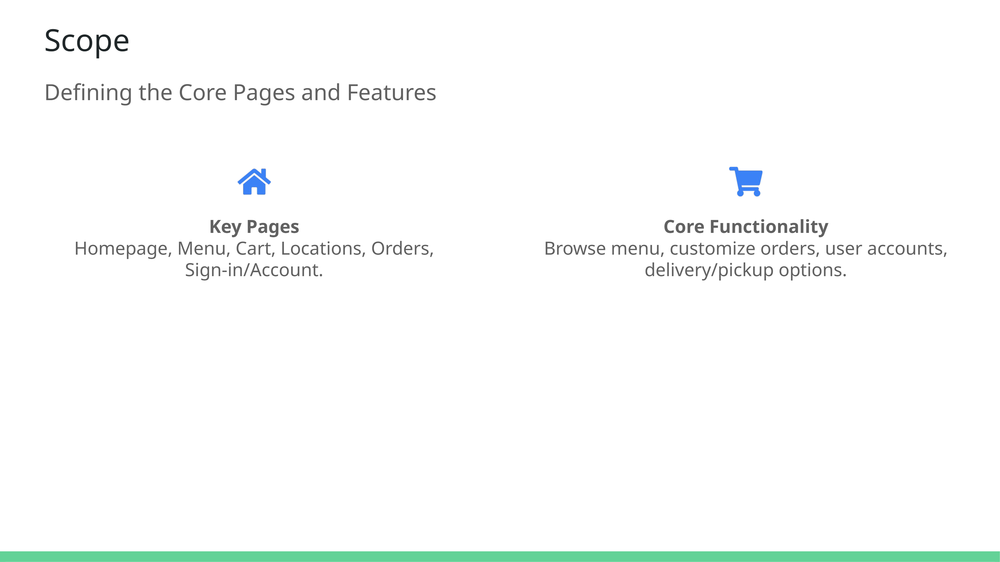 Scope
Defining the Core Pages and Features
Key Pages
Homepage, Menu, Cart, Locations, Orders,
Sign-in/Account.
Core Functionality
Browse menu, customize orders, user accounts,
delivery/pickup options.